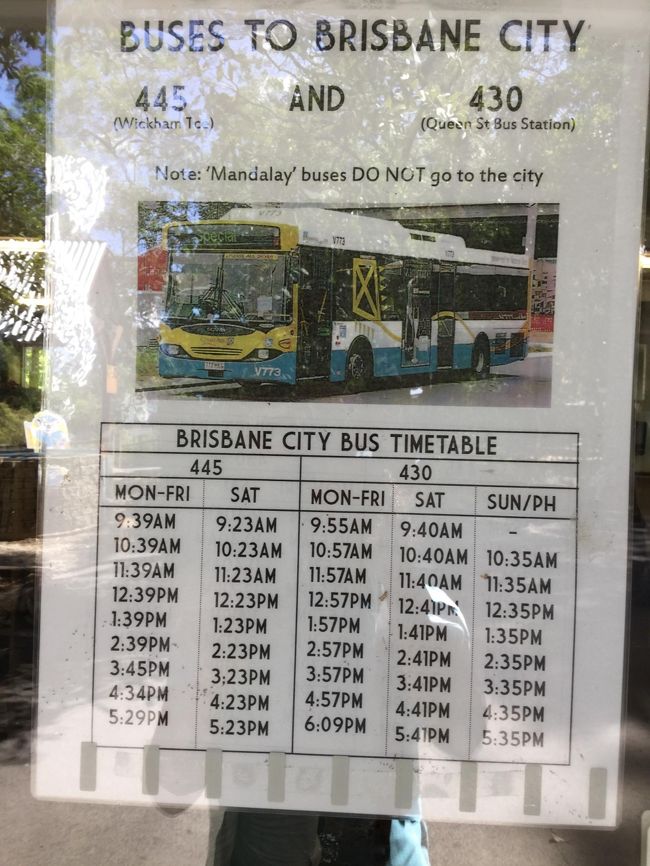 BUSES TO BRISBANE CITY
445 AND 430
(Wickham Tce) (Queen St Bus Station)
Note: 'Mandalay' buses DO NOT go to the city
V773
V773
Special
V773
BRISBANE CITY BUS TIMETABLE
445 430
MON-FRI SAT MON-FRI SAT SUN/PH
9:39AM 9:23AM 9:55AM 9:40AM -
10:39AM 10:23AM 10:57AM 10:40AM 10:35AM
11:39AM 11:23AM 11:57AM 11:40AM 11:35AM
12:39PM 12:23PM 12:57PM 12:41PM 12:35PM
1:39PM 1:23PM 1:57PM 1:41PM 1:35PM
2:39PM 2:23PM 2:57PM 2:41PM 2:35PM
3:45PM 3:23PM 3:57PM 3:41PM 3:35PM
4:34PM 4:23PM 4:57PM 4:41PM 4:35PM
5:29PM 5:23PM 6:09PM 5:41PM 5:35PM